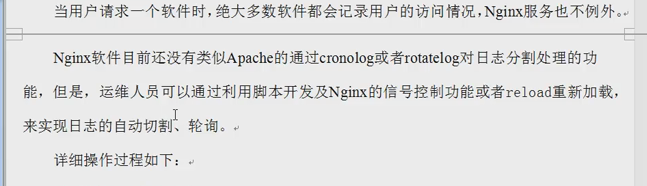 当用户请求一个软件时,绝大多数软件都会记录用户的访问情况,Nginx服务也不例外。
Nginx软件目前还没有类似Apache的通过cronolog或者rotatelog对日志分割处理的功
能,但是,运维人员可以通过利用脚本开发及Nginx的信号控制功能或者reload重新加载,
来实现日志的自动切割、轮询。
详细操作过程如下: